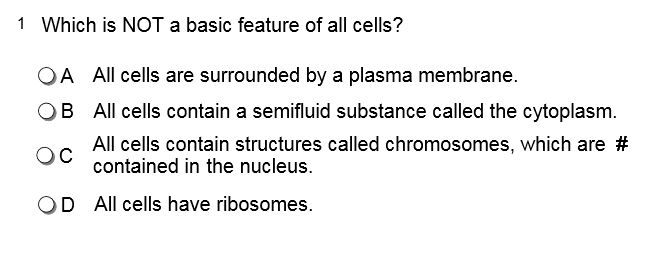 1 Which is NOT a basic feature of all cells?
A All cells are surrounded by a plasma membrane.
B All cells contain a semifluid substance called the cytoplasm.
C All cells contain structures called chromosomes, which are #
contained in the nucleus.
D All cells have ribosomes.